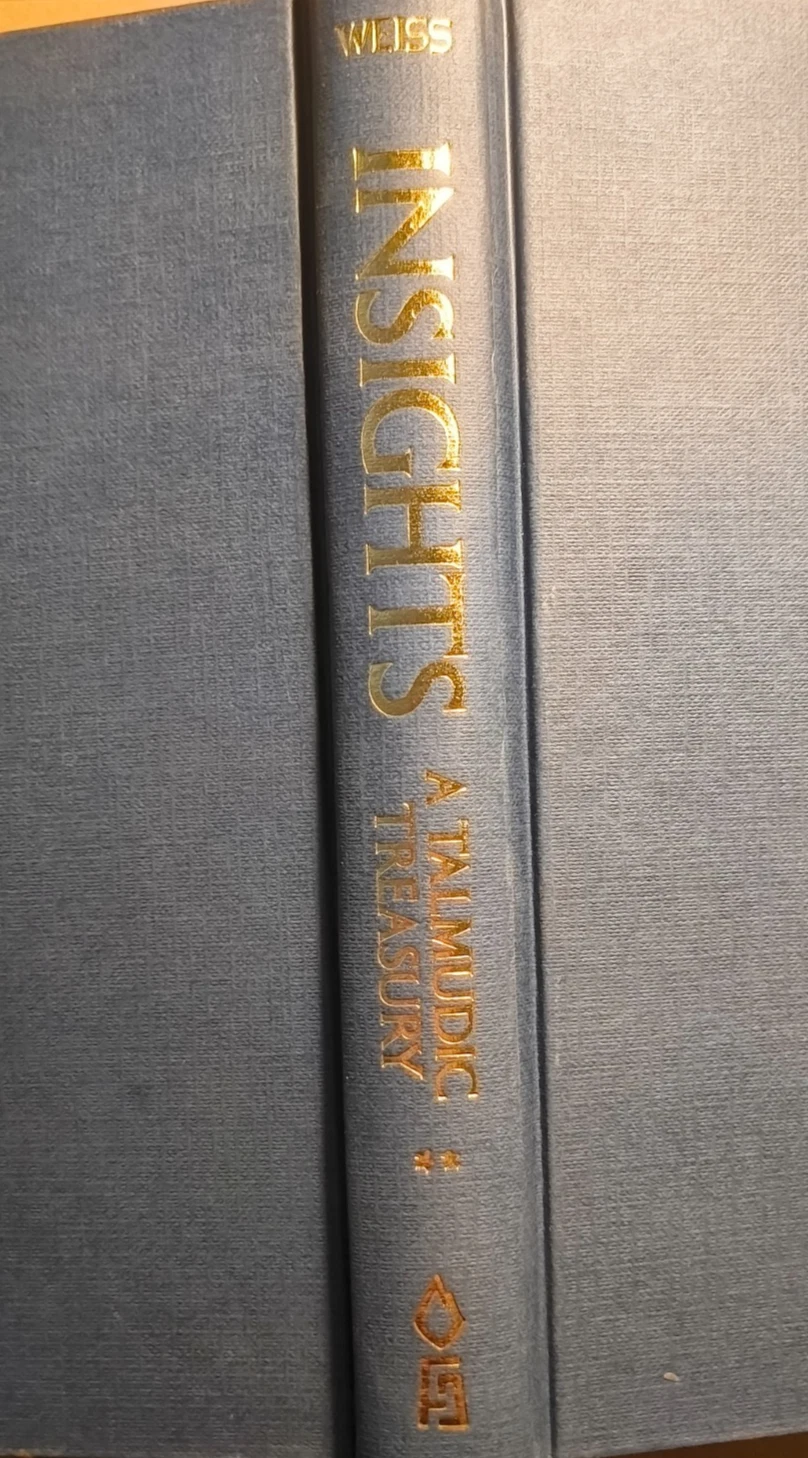 WEISS
INSIGHTS
A TALMUDIC
TREASURY
**